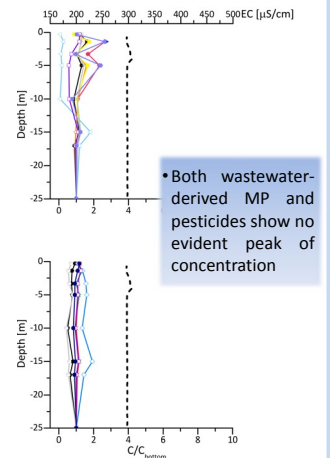 150 200 250 300 350 400 450 500 EC [µS/cm]
0
-5
-10
-15
-20
-25
Depth [m]
0 2 4
• Both wastewater-
derived MP and
pesticides show no
evident peak of
concentration
0
-5
-10
-15
-20
-25
Depth [m]
0 2 4 6 8 10
C/C bottom